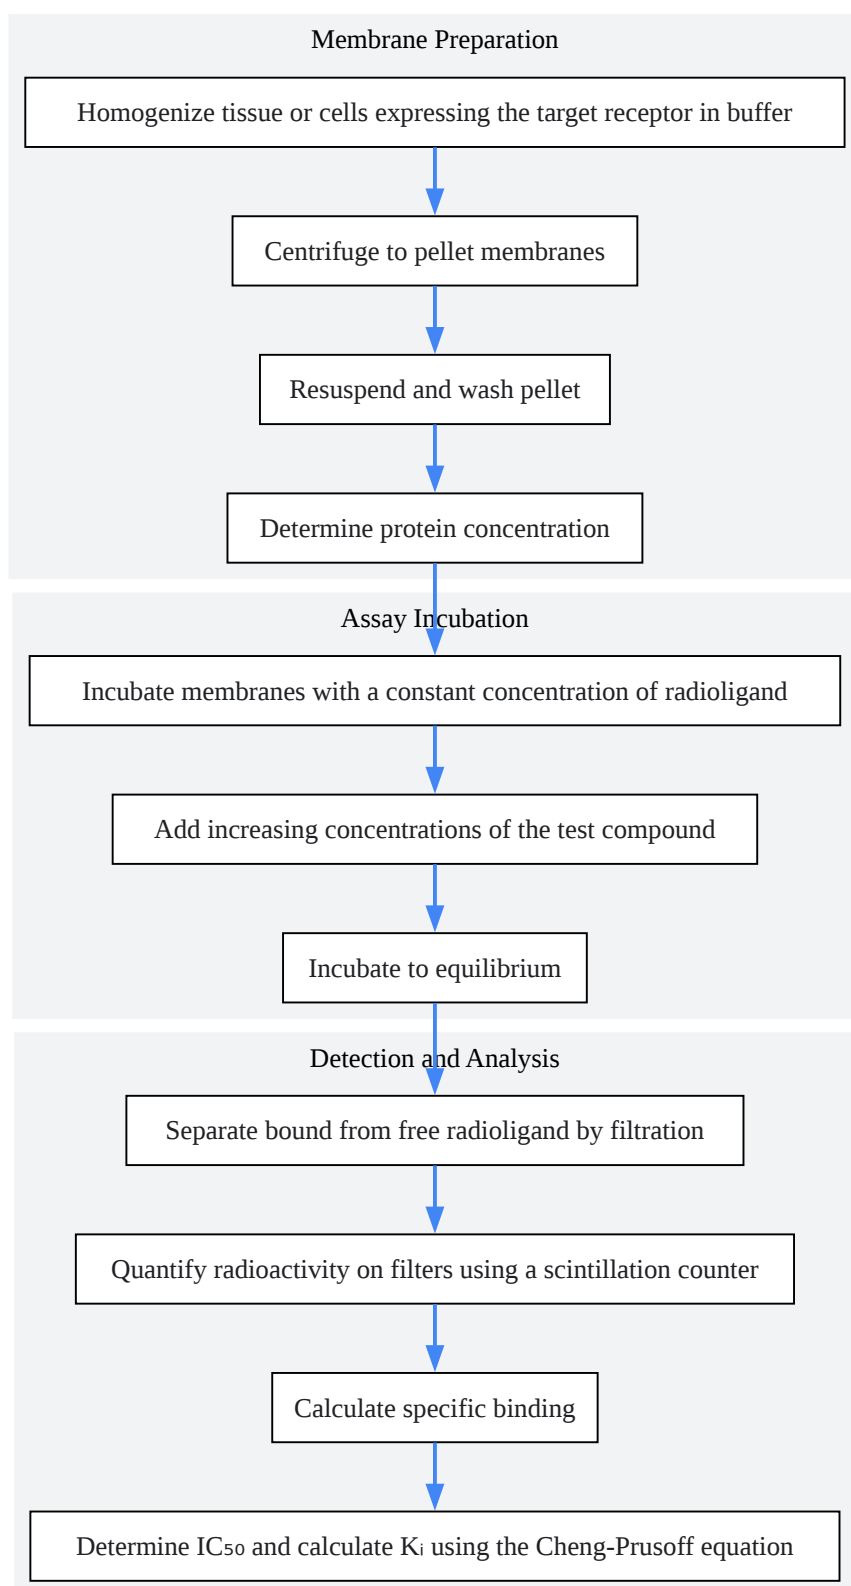 Membrane Preparation
Homogenize tissue or cells expressing the target receptor in buffer
Centrifuge to pellet membranes
Resuspend and wash pellet
Determine protein concentration
Assay Incubation
Incubate membranes with a constant concentration of radioligand
Add increasing concentrations of the test compound
Incubate to equilibrium
Detection and Analysis
Separate bound from free radioligand by filtration
Quantify radioactivity on filters using a scintillation counter
Calculate specific binding
Determine IC₅₀ and calculate Kᵢ using the Cheng-Prusoff equation